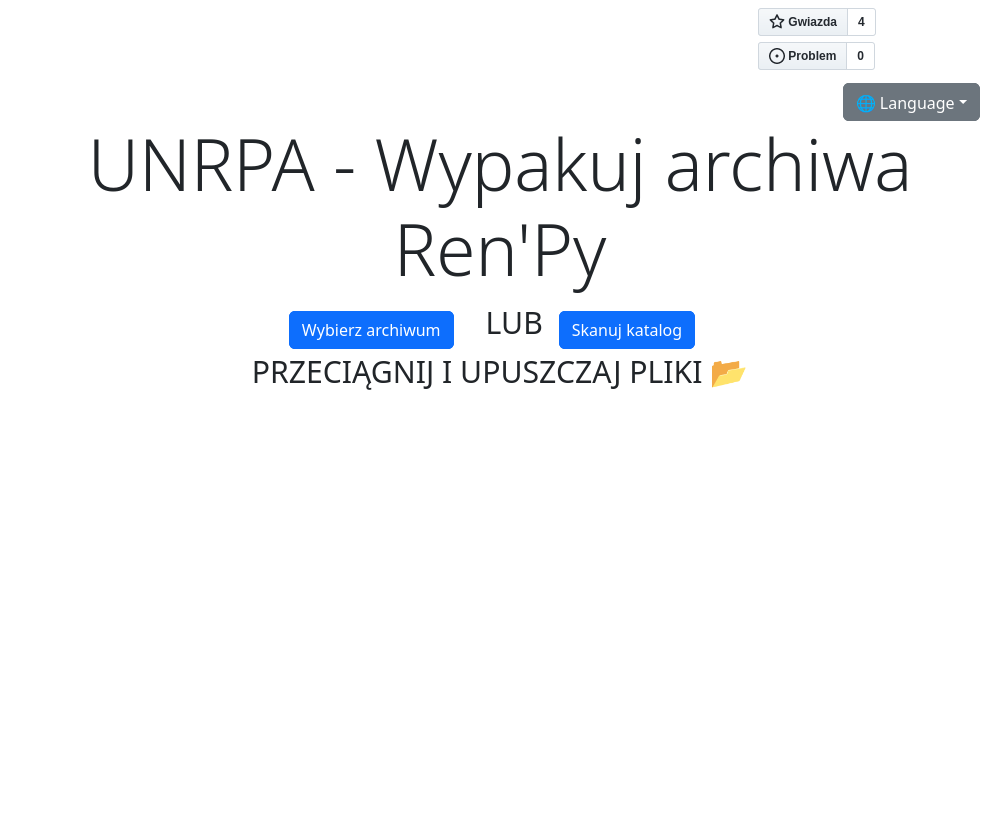 Gwiazda 4
Problem 0
🌐 Language
UNRPA - Wypakuj archiwa
Ren'Py
Wybierz archiwum LUB Skanuj katalog
PRZECIĄGNIJ I UPUSZCZAJ PLIKI 📂